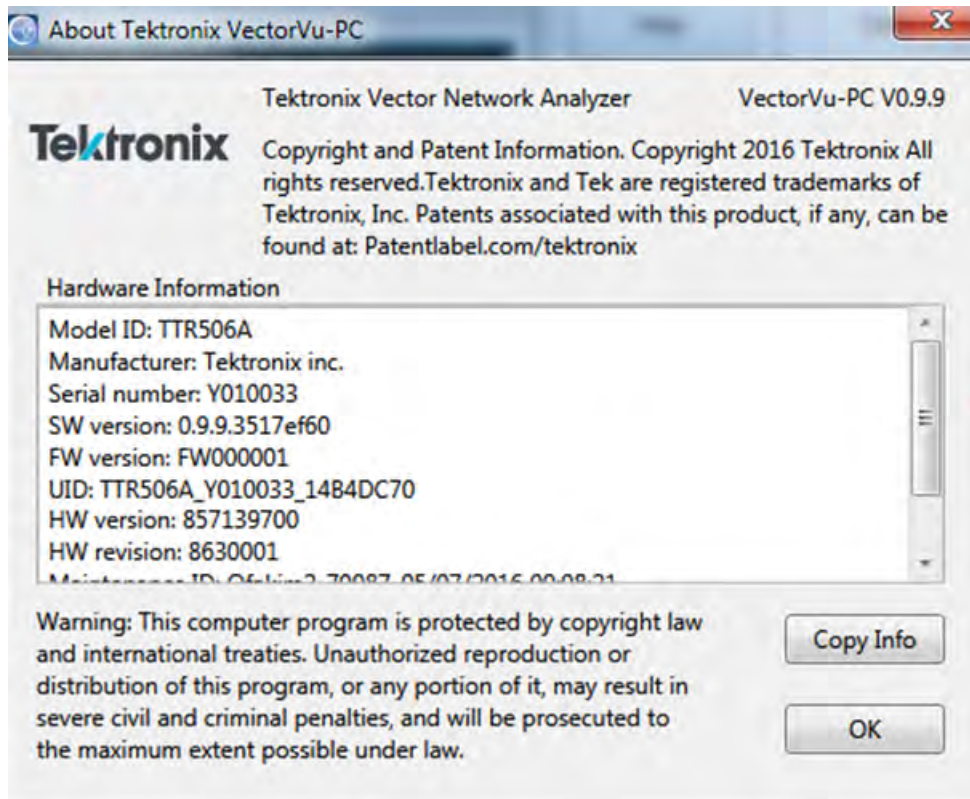 About Tektronix VectorVu-PC
Tektronix Vector Network Analyzer VectorVu-PC V0.9.9
Tektronix
Copyright and Patent Information. Copyright 2016 Tektronix All
rights reserved.Tektronix and Tek are registered trademarks of
Tektronix, Inc. Patents associated with this product, if any, can be
found at: Patentlabel.com/tektronix
Hardware Information
Model ID: TTR506A
Manufacturer: Tektronix inc.
Serial number: Y010033
SW version: 0.9.9.3517ef60
FW version: FW000001
UID: TTR506A_Y010033_14B4DC70
HW version: 857139700
HW revision: 8630001
Maintenance ID:
Warning: This computer program is protected by copyright law
and international treaties. Unauthorized reproduction or
distribution of this program, or any portion of it, may result in
severe civil and criminal penalties, and will be prosecuted to
the maximum extent possible under law.
Copy Info
OK